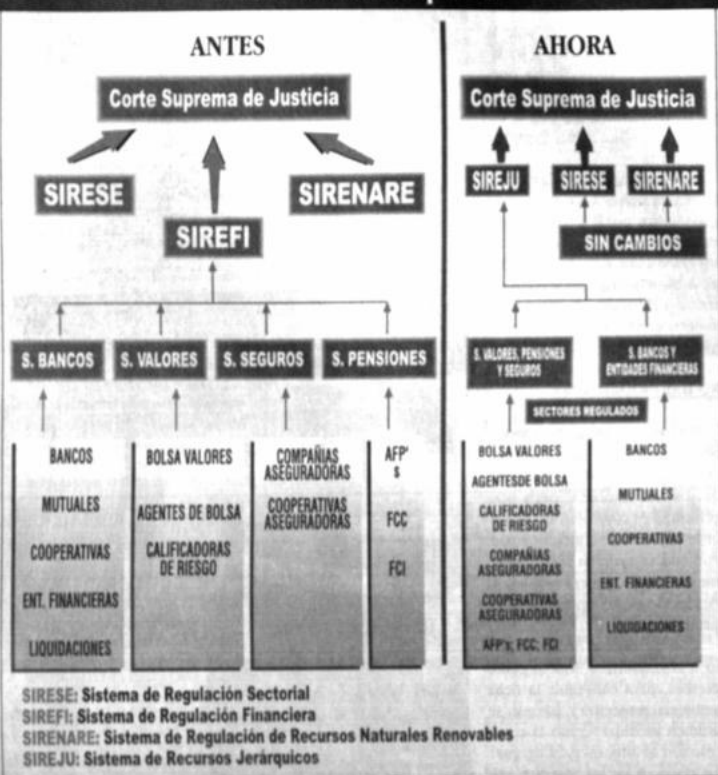 ANTES
Corte Suprema de Justicia
SIRESE
SIRENARE
SIREFI
S. BANCOS
S. VALORES
S. SEGUROS
S. PENSIONES
BANCOS
MUTUALES
COOPERATIVAS
ENT. FINANCIERAS
LIQUIDACIONES
BOLSA VALORES
AGENTES DE BOLSA
CALIFICADORAS
DE RIESGO
COMPAÑIAS
ASEGURADORAS
COOPERATIVAS
ASEGURADORAS
AFP'
s
FCC
FCI
AHORA
Corte Suprema de Justicia
SIREJU
SIRESE
SIRENARE
SIN CAMBIOS
S. VALORES, PENSIONES
Y SEGUROS
S. BANCOS Y
ENTIDADES FINANCIERAS
SECTORES REGULADOS
BOLSA VALORES
AGENTESDE BOLSA
CALIFICADORAS
DE RIESGO
COMPAÑIAS
ASEGURADORAS
COOPERATIVAS
ASEGURADORAS
AFP's; FCC; FCI
BANCOS
MUTUALES
COOPERATIVAS
ENT. FINANCIERAS
LIQUIDACIONES
SIRESE: Sistema de Regulación Sectorial
SIREFI: Sistema de Regulación Financiera
SIRENARE: Sistema de Regulación de Recursos Naturales Renovables
SIREJU: Sistema de Recursos Jerárquicos